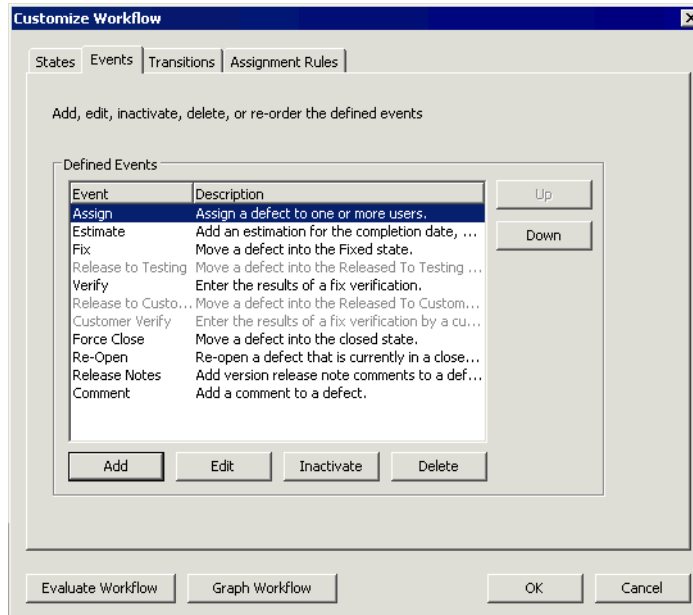 Customize Workflow
States Events Transitions Assignment Rules
Add, edit, inactivate, delete, or re-order the defined events
Defined Events
Event Description
Assign Assign a defect to one or more users.
Estimate Add an estimation for the completion date, ...
Fix Move a defect into the Fixed state.
Release to Testing Move a defect into the Released To Testing ...
Verify Enter the results of a fix verification.
Release to Custo... Move a defect into the Released To Custom...
Customer Verify Enter the results of a fix verification by a cu...
Force Close Move a defect into the closed state.
Re-Open Re-open a defect that is currently in a close...
Release Notes Add version release note comments to a def...
Comment Add a comment to a defect.
Up
Down
Add Edit Inactivate Delete
Evaluate Workflow Graph Workflow OK Cancel